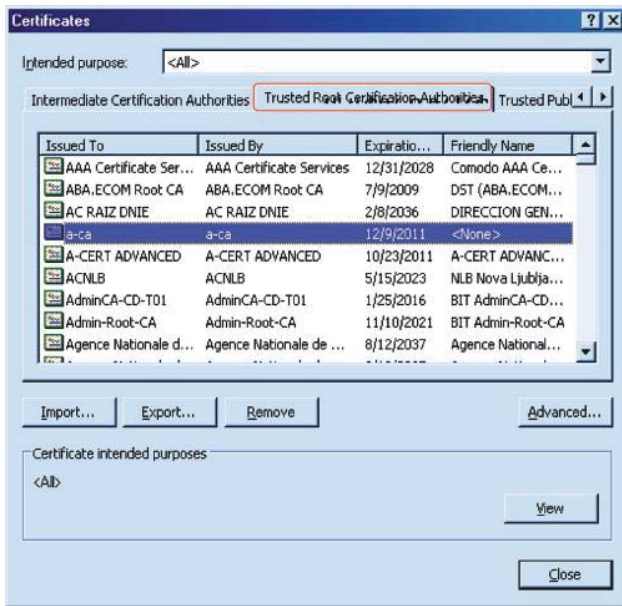 Certificates
Intended purpose: <All>
Intermediate Certification Authorities Trusted Root Certification Authorities Trusted Publ
Issued To Issued By Expiratio... Friendly Name
AAA Certificate Ser... AAA Certificate Services 12/31/2028 Comodo AAA Ce...
ABA.ECOM Root CA ABA.ECOM Root CA 7/9/2009 DST (ABA.ECOM...
AC RAIZ DNIE AC RAIZ DNIE 2/8/2036 DIRECCION GEN...
a-ca a-ca 12/9/2011 <None>
A-CERT ADVANCED A-CERT ADVANCED 10/23/2011 A-CERT ADVANC...
ACNLB ACNLB 5/15/2023 NLB Nova Ljublja...
AdminCA-CD-T01 AdminCA-CD-T01 1/25/2016 BIT AdminCA-CD...
Admin-Root-CA Admin-Root-CA 11/10/2021 BIT Admin-Root-CA
Agence Nationale d... Agence Nationale de ... 8/12/2037 Agence National...
Import... Export... Remove Advanced...
Certificate intended purposes
<All>
View
Close